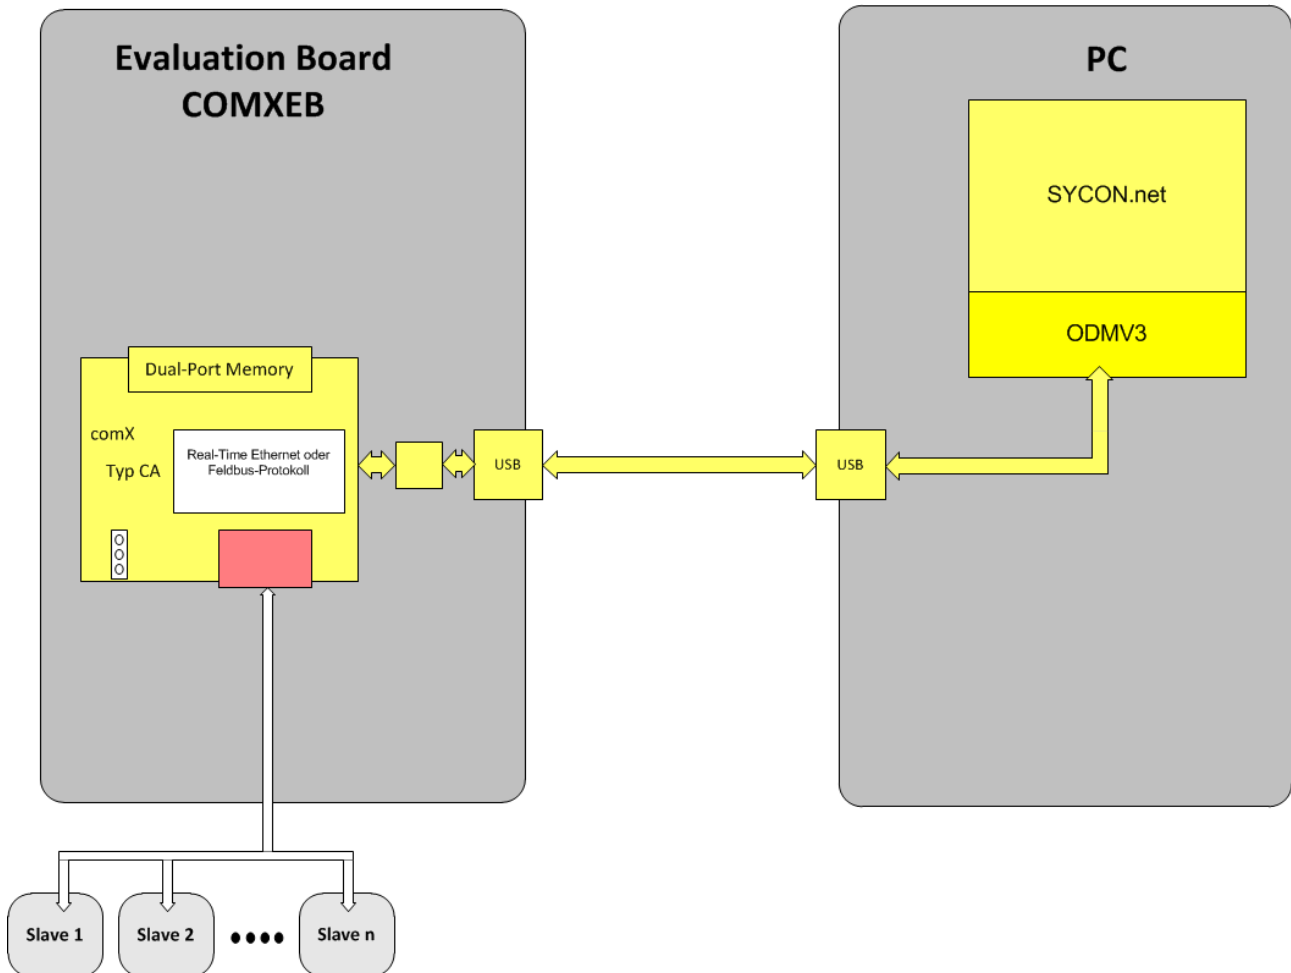 Evaluation Board
COMXEB
PC
SYCON.net
ODMV3
Dual-Port Memory
comX
Typ CA
Real-Time Ethernet oder
Feldbus-Protokoll
USB
USB
Slave 1
Slave 2
Slave n